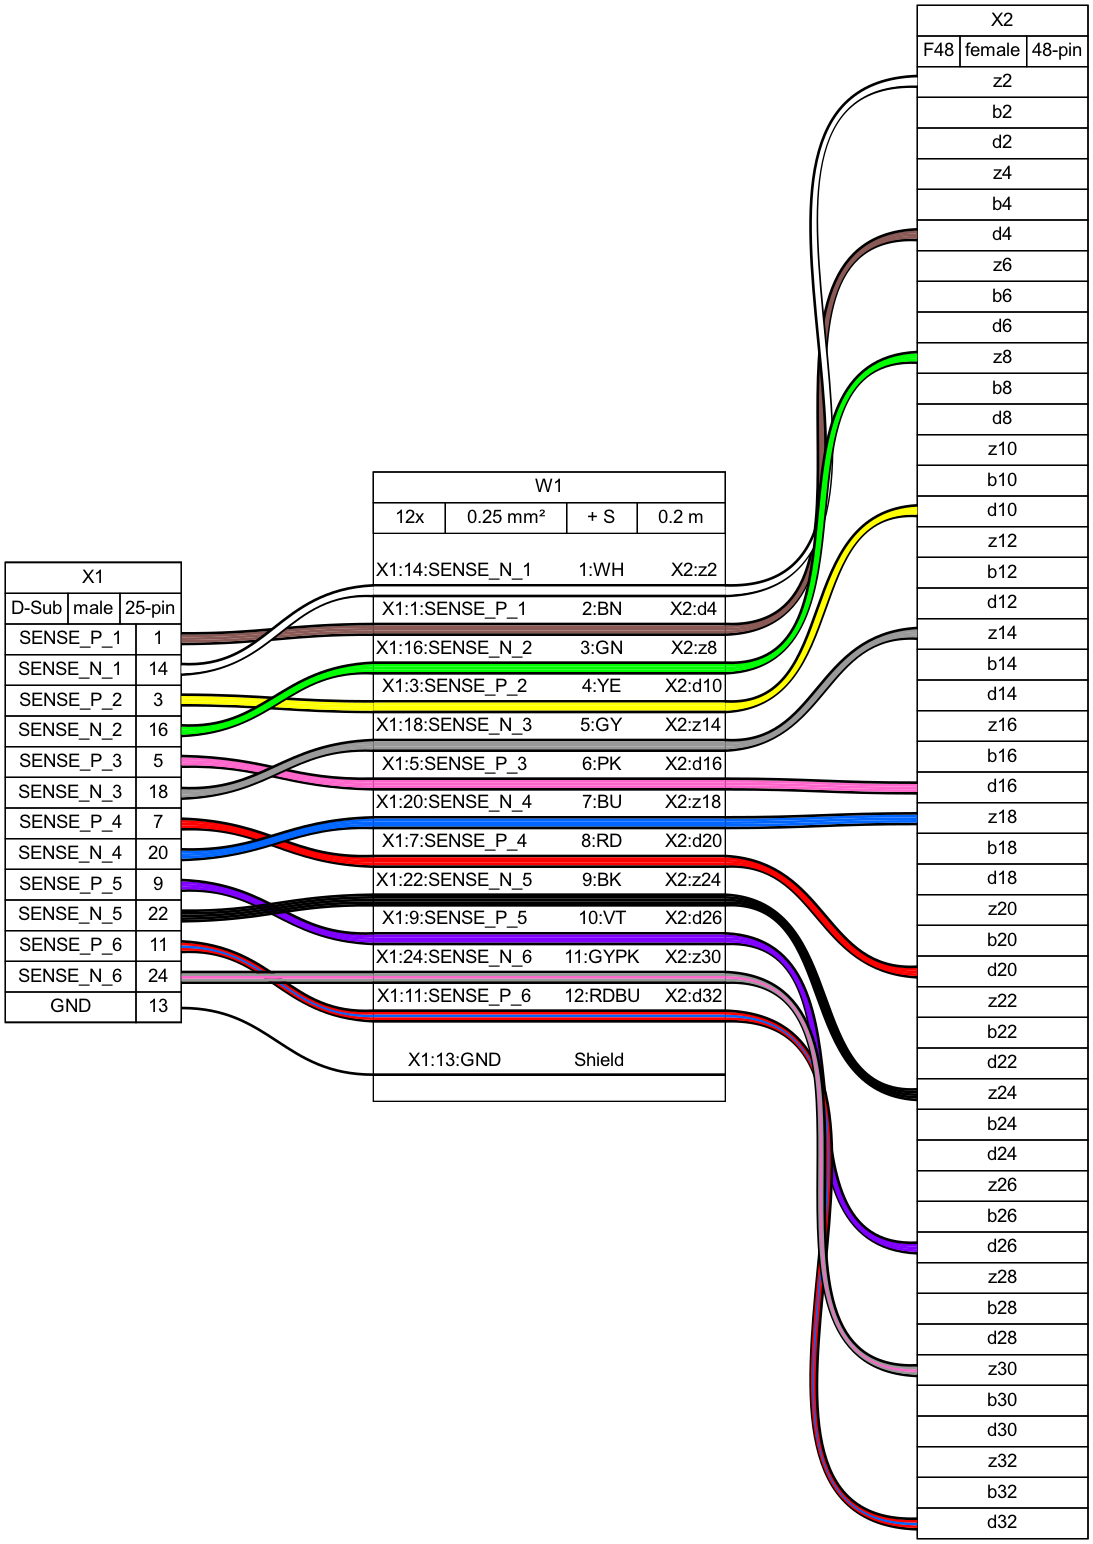 X1
D-Sub male 25-pin
SENSE_P_1 1
SENSE_N_1 14
SENSE_P_2 3
SENSE_N_2 16
SENSE_P_3 5
SENSE_N_3 18
SENSE_P_4 7
SENSE_N_4 20
SENSE_P_5 9
SENSE_N_5 22
SENSE_P_6 11
SENSE_N_6 24
GND 13
W1
12x 0.25 mm² + S 0.2 m
X1:14:SENSE_N_1 1:WH X2:z2
X1:1:SENSE_P_1 2:BN X2:d4
X1:16:SENSE_N_2 3:GN X2:z8
X1:3:SENSE_P_2 4:YE X2:d10
X1:18:SENSE_N_3 5:GY X2:z14
X1:5:SENSE_P_3 6:PK X2:d16
X1:20:SENSE_N_4 7:BU X2:z18
X1:7:SENSE_P_4 8:RD X2:d20
X1:22:SENSE_N_5 9:BK X2:z24
X1:9:SENSE_P_5 10:VT X2:d26
X1:24:SENSE_N_6 11:GYPK X2:z30
X1:11:SENSE_P_6 12:RDBU X2:d32
X1:13:GND Shield
X2
F48 female 48-pin
z2
b2
d2
z4
b4
d4
z6
b6
d6
z8
b8
d8
z10
b10
d10
z12
b12
d12
z14
b14
d14
z16
b16
d16
z18
b18
d18
z20
b20
d20
z22
b22
d22
z24
b24
d24
z26
b26
d26
z28
b28
d28
z30
b30
d30
z32
b32
d32